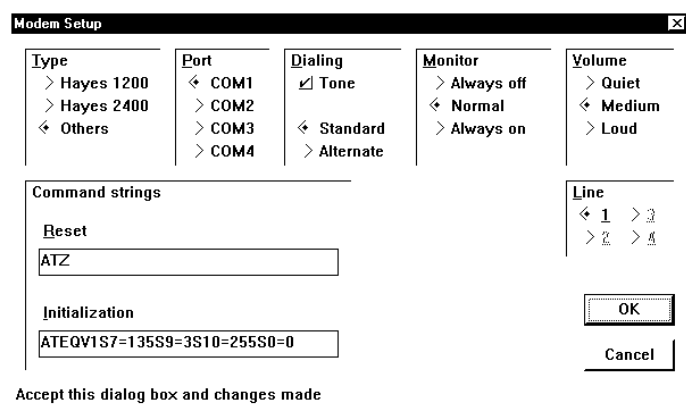 Modem Setup
Type
Hayes 1200
Hayes 2400
Others
Port
COM1
COM2
COM3
COM4
Dialing
Tone
Standard
Alternate
Monitor
Always off
Normal
Always on
Volume
Quiet
Medium
Loud
Command strings
Reset
ATZ
Initialization
ATEQV1S7=135S9=3S10=255S0=0
Line
1 3
2 4
OK
Cancel
Accept this dialog box and changes made